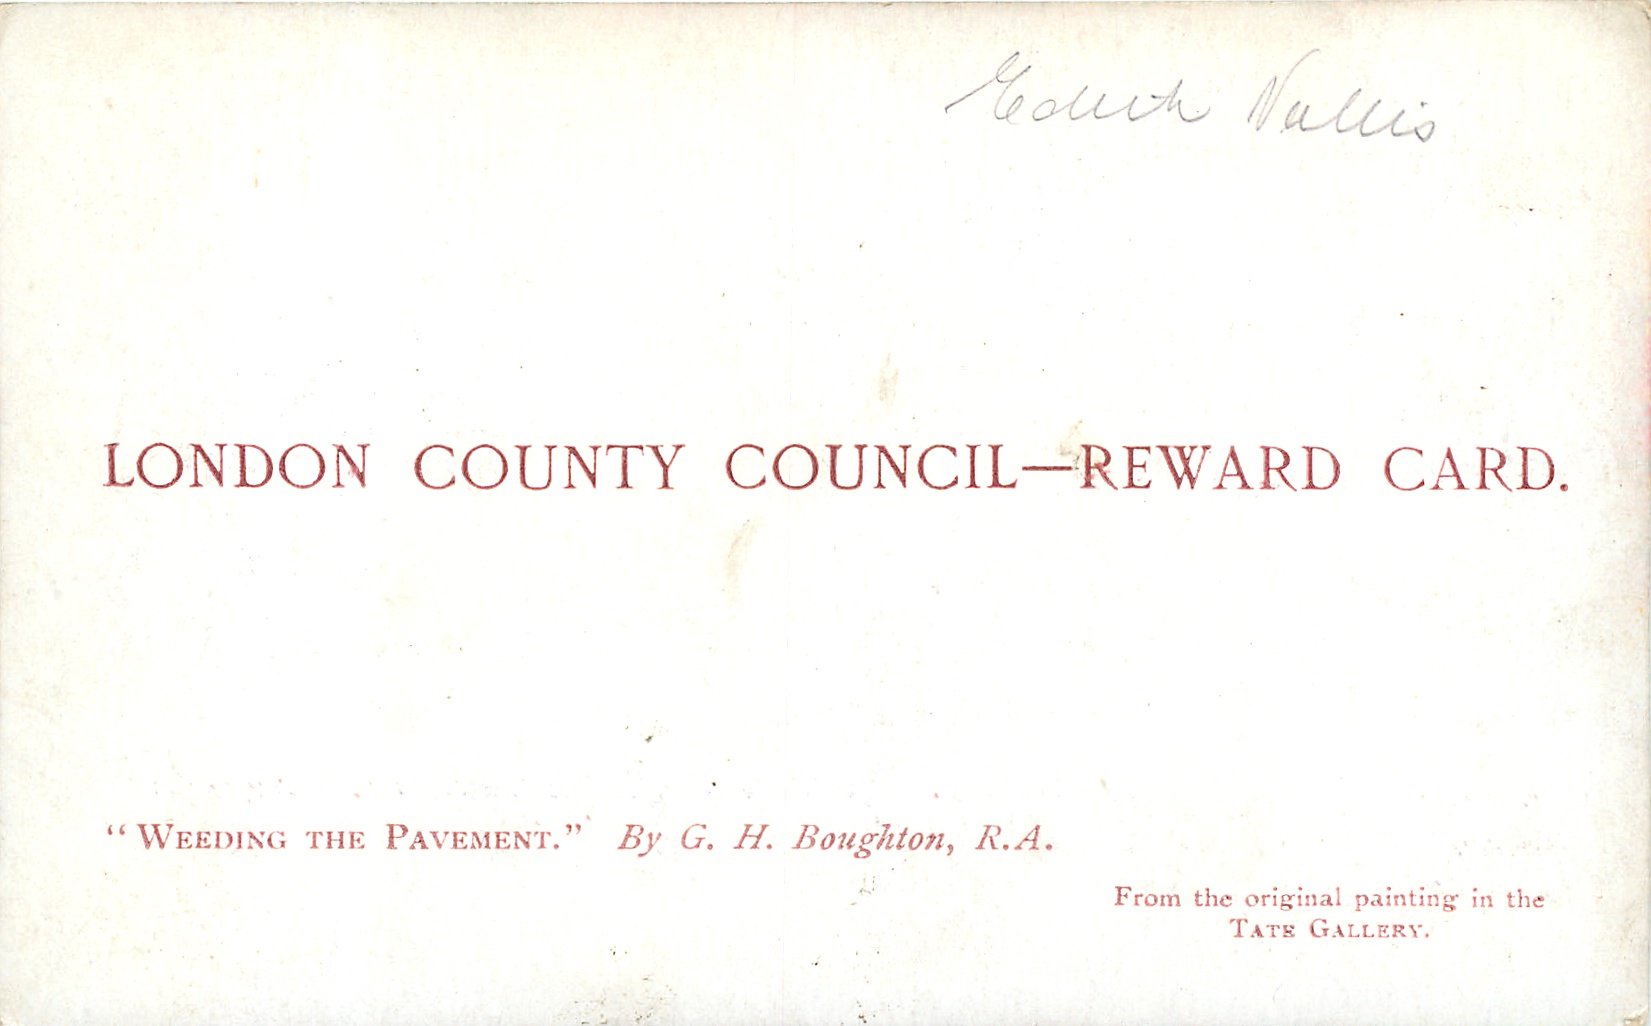 Edith Wallis
LONDON COUNTY COUNCIL—REWARD CARD.
"WEEDING THE PAVEMENT." By G. H. Boughton, R.A.
From the original painting in the
TATE GALLERY.